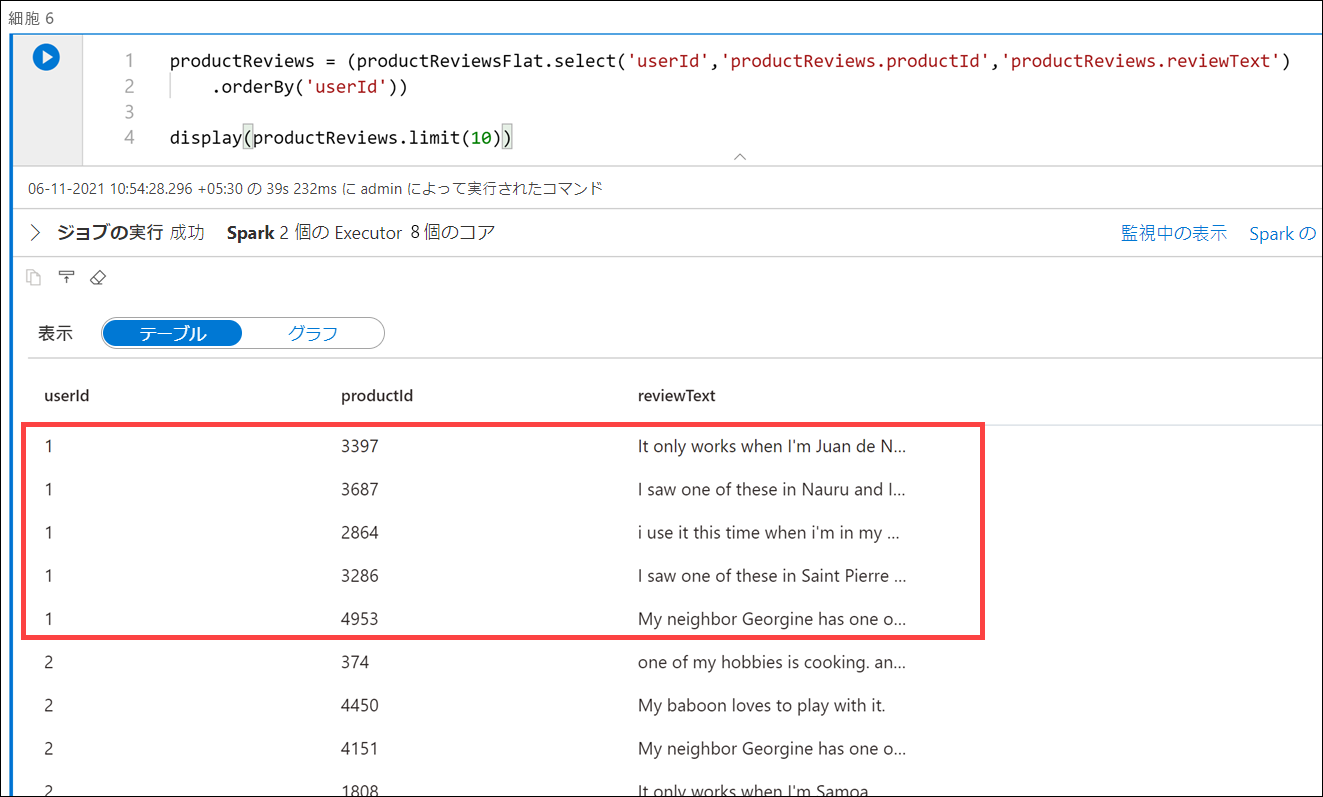 細胞 6
1 productReviews = (productReviewsFlat.select('userId','productReviews.productId','productReviews.reviewText')
2 .orderBy('userId'))
3
4 display(productReviews.limit(10))
06-11-2021 10:54:28.296 +05:30 の 39s 232ms に admin によって実行されたコマンド
ジョブの実行 成功 Spark 2 個の Executor 8 個のコア 監視中の表示 Spark の
表示 テーブル グラフ
userId productId reviewText
1 3397 It only works when I'm Juan de N...
1 3687 I saw one of these in Nauru and I...
1 2864 i use it this time when i'm in my ...
1 3286 I saw one of these in Saint Pierre ...
1 4953 My neighbor Georgine has one o...
2 374 one of my hobbies is cooking. an...
2 4450 My baboon loves to play with it.
2 4151 My neighbor Georgine has one o...
2 1808 It only works when I'm Samoa